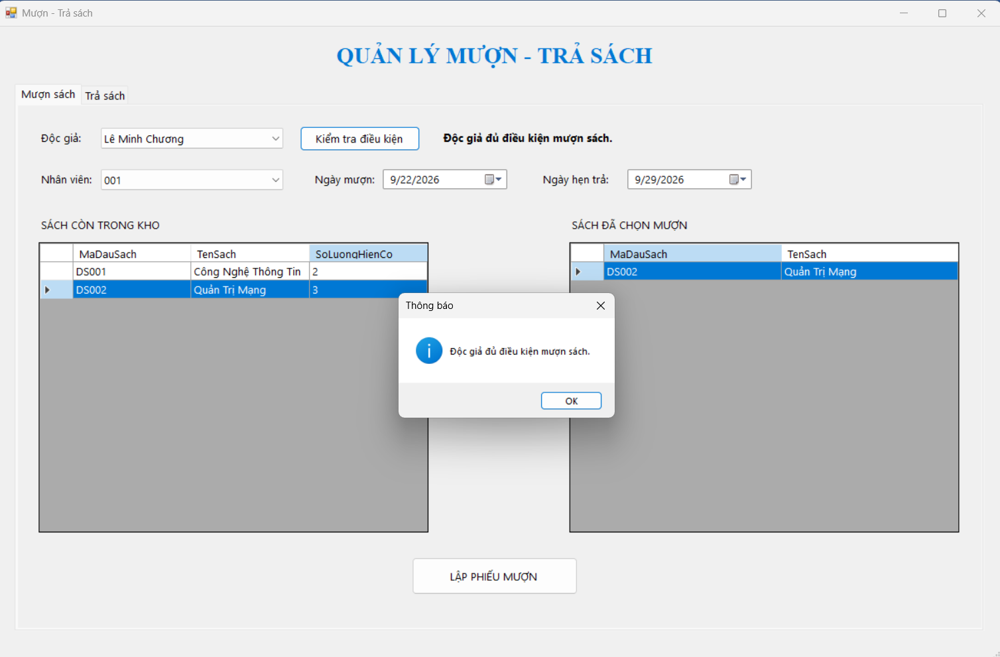 Mượn - Trả sách
QUẢN LÝ MƯỢN - TRẢ SÁCH
Mượn sách Trả sách
Độc giả: Lê Minh Chương Kiểm tra điều kiện Độc giả đủ điều kiện mượn sách.
Nhân viên: 001 Ngày mượn: 9/22/2026 Ngày hẹn trả: 9/29/2026
SÁCH CÒN TRONG KHO
MaDauSach TenSach SoLuongHienCo
DS001 Công Nghệ Thông Tin 2
DS002 Quản Trị Mạng 3
SÁCH ĐÃ CHỌN MƯỢN
MaDauSach TenSach
DS002 Quản Trị Mạng
Thông báo
Độc giả đủ điều kiện mượn sách.
OK
LẬP PHIẾU MƯỢN